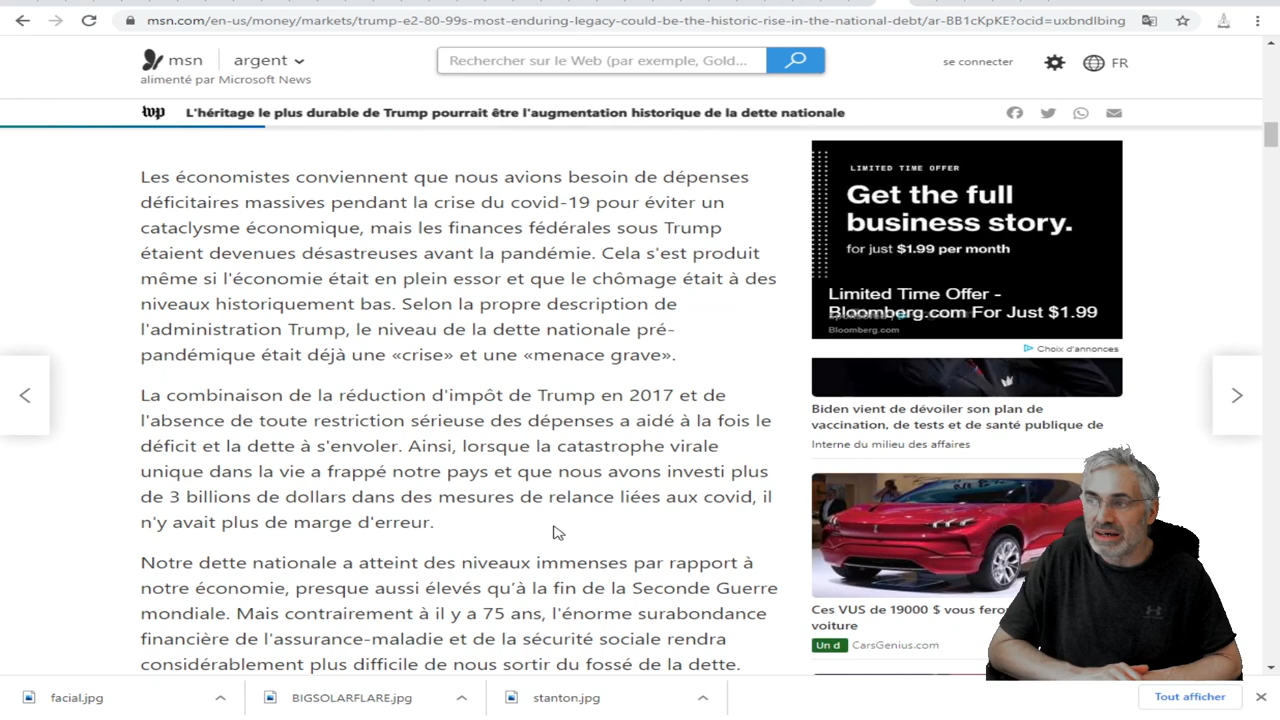 msn.com/en-us/money/markets/trump-e2-80-99s-most-enduring-legacy-could-be-the-historic-rise-in-the-national-debt/ar-BB1cKpKE?ocid=uxbndlbing
msn
argent
alimenté par Microsoft News
Rechercher sur le Web (par exemple, Gold...
se connecter
FR
wp
L'héritage le plus durable de Trump pourrait être l'augmentation historique de la dette nationale
Les économistes conviennent que nous avions besoin de dépenses
déficitaires massives pendant la crise du covid-19 pour éviter un
cataclysme économique, mais les finances fédérales sous Trump
étaient devenues désastreuses avant la pandémie. Cela s'est produit
même si l'économie était en plein essor et que le chômage était à des
niveaux historiquement bas. Selon la propre description de
l'administration Trump, le niveau de la dette nationale pré-
pandémique était déjà une «crise» et une «menace grave».
La combinaison de la réduction d'impôt de Trump en 2017 et de
l'absence de toute restriction sérieuse des dépenses a aidé à la fois le
déficit et la dette à s'envoler. Ainsi, lorsque la catastrophe virale
unique dans la vie a frappé notre pays et que nous avons investi plus
de 3 billions de dollars dans des mesures de relance liées aux covid, il
n'y avait plus de marge d'erreur.
Notre dette nationale a atteint des niveaux immenses par rapport à
notre économie, presque aussi élevés qu'à la fin de la Seconde Guerre
mondiale. Mais contrairement à il y a 75 ans, l'énorme surabondance
financière de l'assurance-maladie et de la sécurité sociale rendra
considérablement plus difficile de nous sortir du fossé de la dette.
LIMITED TIME OFFER
Get the full
business story.
for just $1.99 per month
Limited Time Offer -
Bloomberg.com For Just $1.99
Bloomberg.com
Choix d'annonces
Biden vient de dévoiler son plan de
vaccination, de tests et de santé publique de
Interne du milieu des affaires
Ces VUS de 19000 $ vous
voiture
Un d
CarsGenius.com
facial.jpg
BIGSOLARFLARE.jpg
stanton.jpg
Tout afficher